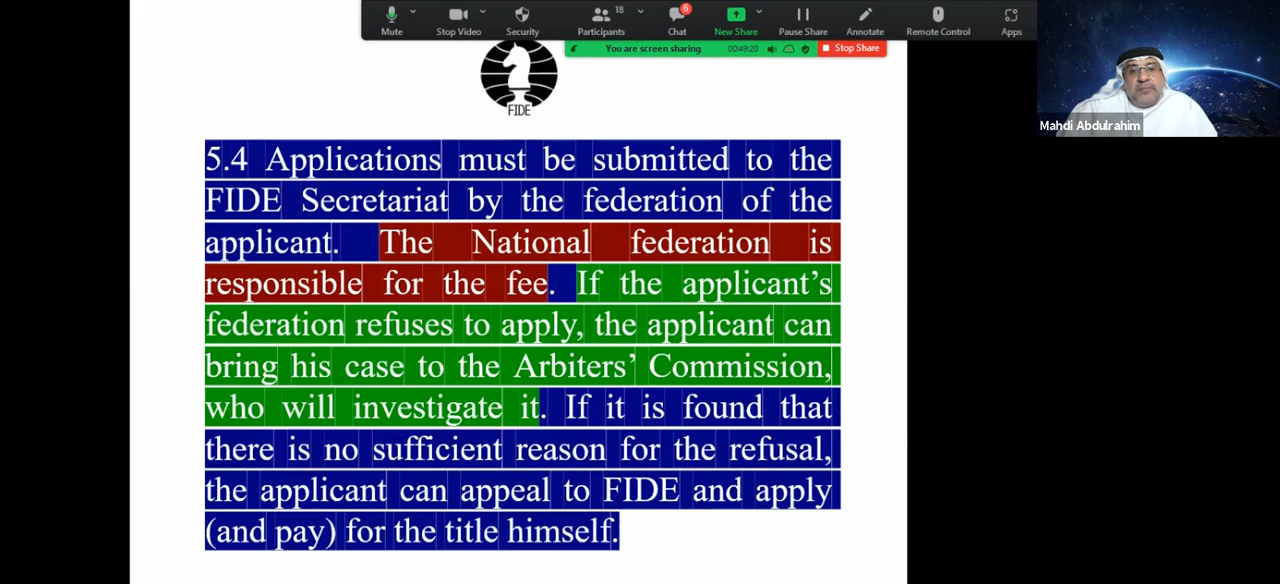 18
6
Mute
Stop Video
Security
Participants
Chat
New Share
Pause Share
Annotate
Remote Control
Apps
You are screen sharing
00:49:20
Stop Share
Mahdi Abdulrahim
FIDE
5.4 Applications must be submitted to the
FIDE Secretariat by the federation of the
applicant. The National federation is
responsible for the fee. If the applicant’s
federation refuses to apply, the applicant can
bring his case to the Arbiters’ Commission,
who will investigate it. If it is found that
there is no sufficient reason for the refusal,
the applicant can appeal to FIDE and apply
(and pay) for the title himself.